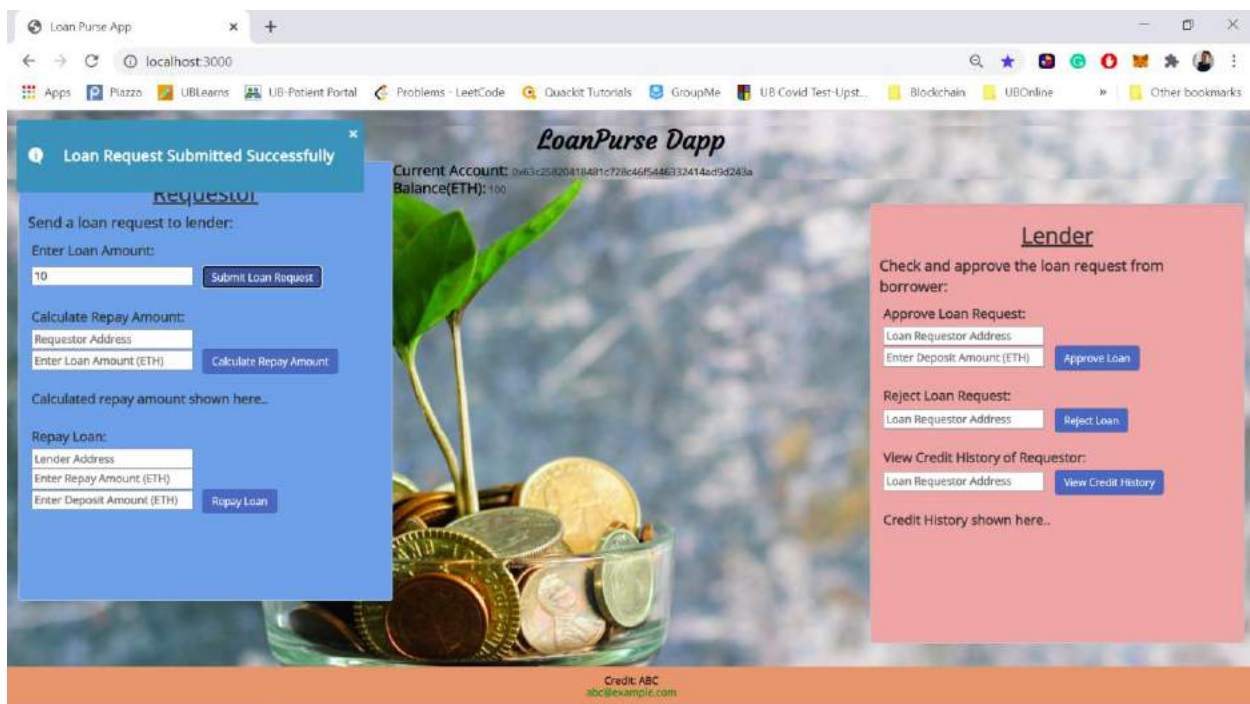 Loan Purse App
localhost:3000
Apps
Piazza
UBLearns
UB-Patient Portal
Problems - LeetCode
Quackit Tutorials
GroupMe
UB Covid Test-Upst...
Blockchain
UBOnline
»
Other bookmarks
Loan Request Submitted Successfully
LoanPurse Dapp
Current Account:
Balance(ETH): 100
Requestor
Send a loan request to lender:
Enter Loan Amount:
10
Submit Loan Request
Calculate Repay Amount:
Requestor Address
Enter Loan Amount (ETH)
Calculate Repay Amount
Calculated repay amount shown here..
Repay Loan:
Lender Address
Enter Repay Amount (ETH)
Enter Deposit Amount (ETH)
Repay Loan
Lender
Check and approve the loan request from
borrower:
Approve Loan Request:
Loan Requestor Address
Enter Deposit Amount (ETH)
Approve Loan
Reject Loan Request:
Loan Requestor Address
Reject Loan
View Credit History of Requestor:
Loan Requestor Address
View Credit History
Credit History shown here..
Credit: ABC
abc@example.com